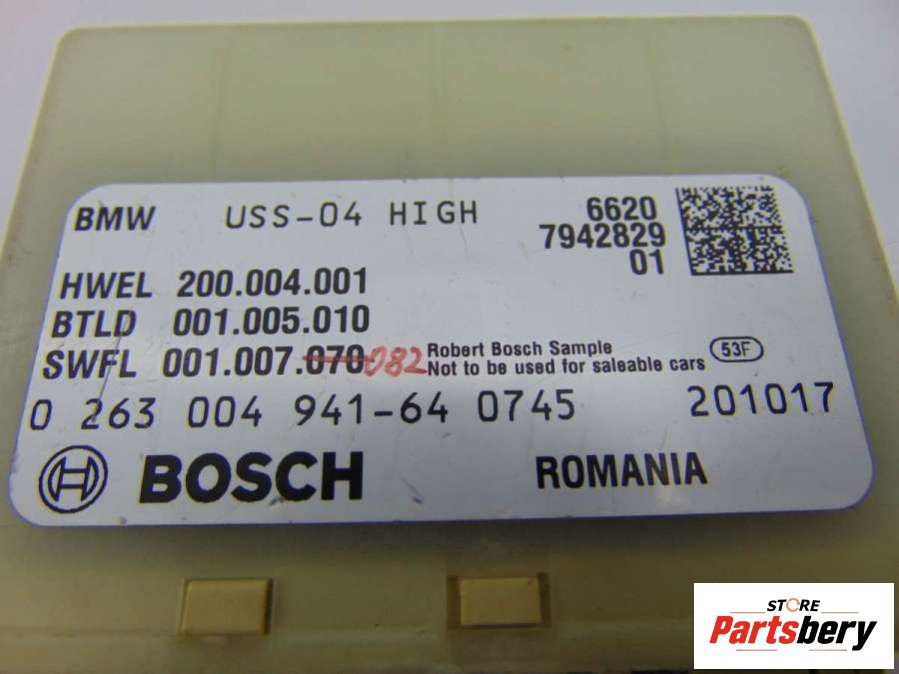 BMW USS-04 HIGH 6620
7942829
01
HWEL 200.004.001
BTLD 001.005.010
SWFL 001.007.070 082 Robert Bosch Sample 53F
Not to be used for saleable cars
0 263 004 941-64 0745 201017
BOSCH ROMANIA
STORE
Partsbery